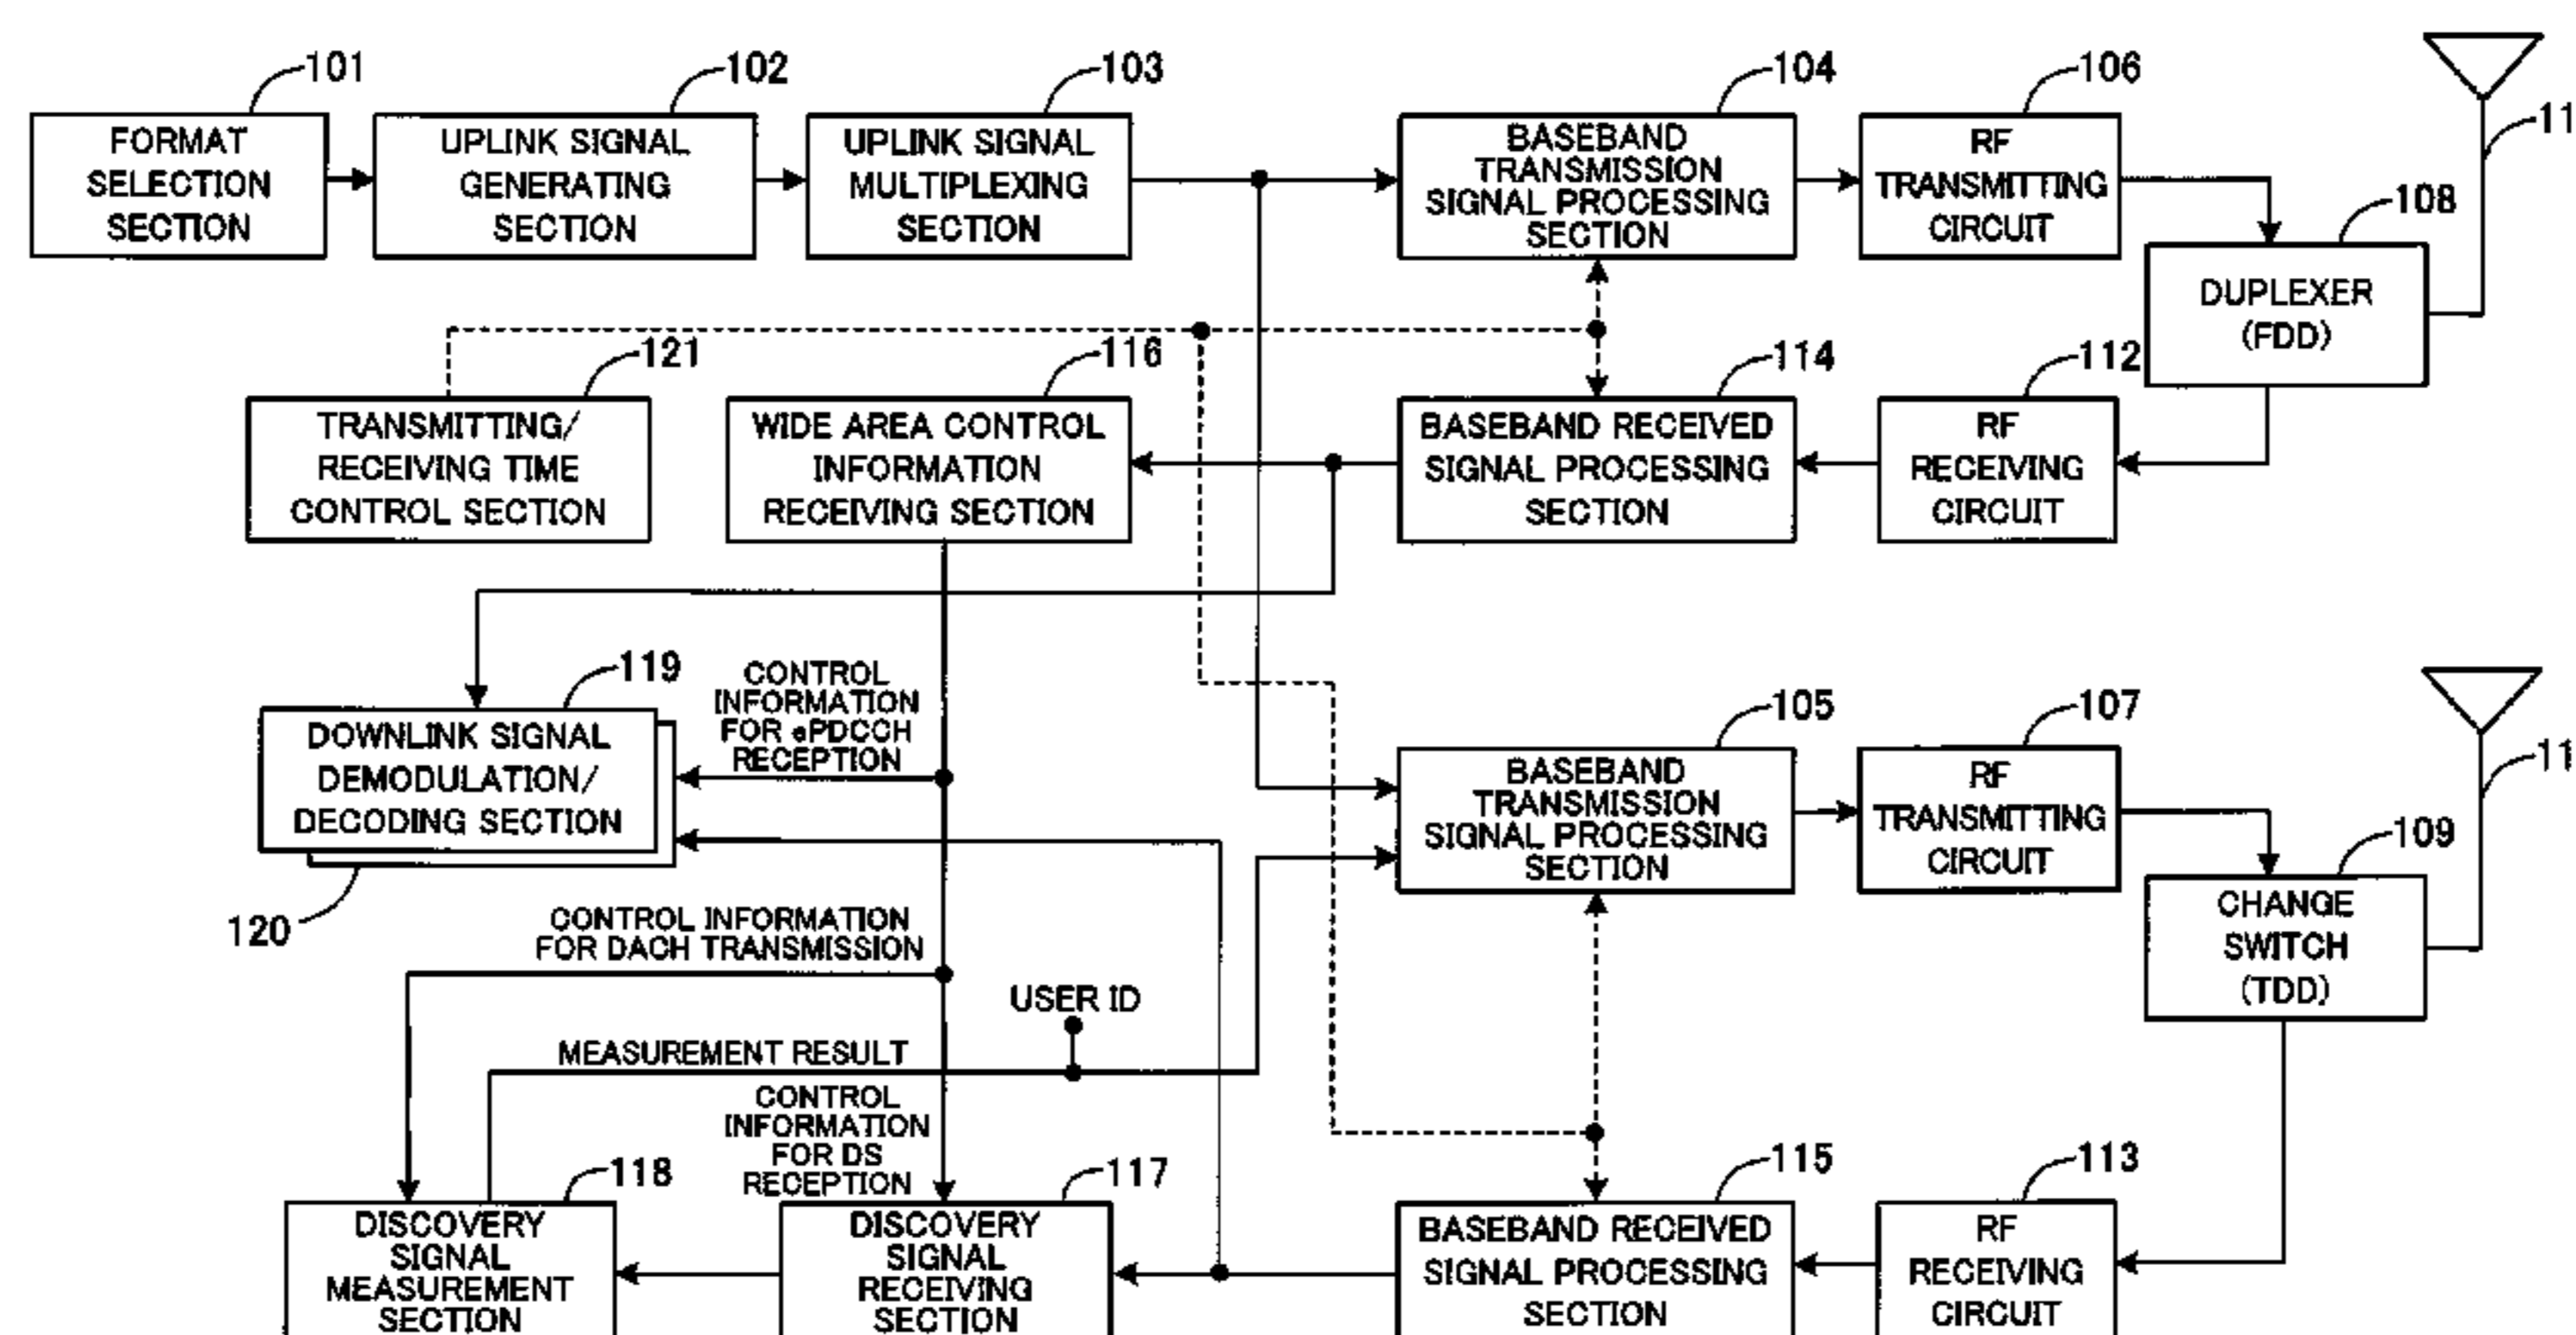 101
102
103
104
106
FORMAT
SELECTION
SECTION
UPLINK SIGNAL
GENERATING
SECTION
UPLINK SIGNAL
MULTIPLEXING
SECTION
BASEBAND
TRANSMISSION
SIGNAL PROCESSING
SECTION
RF
TRANSMITTING
CIRCUIT
11
108
DUPLEXER
(FDD)
121
116
114
112
TRANSMITTING/
RECEIVING TIME
CONTROL SECTION
WIDE AREA CONTROL
INFORMATION
RECEIVING SECTION
BASEBAND RECEIVED
SIGNAL PROCESSING
SECTION
RF
RECEIVING
CIRCUIT
119
DOWNLINK SIGNAL
DEMODULATION/
DECODING SECTION
120
CONTROL
INFORMATION
FOR ePDCCH
RECEPTION
105
107
BASEBAND
TRANSMISSION
SIGNAL PROCESSING
SECTION
RF
TRANSMITTING
CIRCUIT
11
109
CHANGE
SWITCH
(TDD)
CONTROL INFORMATION
FOR DACH TRANSMISSION
USER ID
MEASUREMENT RESULT
CONTROL
INFORMATION
FOR DS
RECEPTION
118
117
115
113
DISCOVERY
SIGNAL
MEASUREMENT
SECTION
DISCOVERY
SIGNAL
RECEIVING
SECTION
BASEBAND RECEIVED
SIGNAL PROCESSING
SECTION
RF
RECEIVING
CIRCUIT